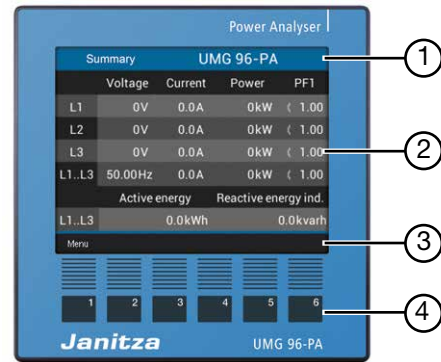 Power Analyser
Summary UMG 96-PA
1
Voltage Current Power PF1
L1 0V 0.0A 0kW ( 1.00
L2 0V 0.0A 0kW ( 1.00
L3 0V 0.0A 0kW ( 1.00
2
L1..L3 50.00Hz 0.0A 0kW ( 1.00
Active energy Reactive energy ind.
L1..L3 0.0kWh 0.0kvarh
Menu
3
1 2 3 4 5 6
4
Janitza UMG 96-PA